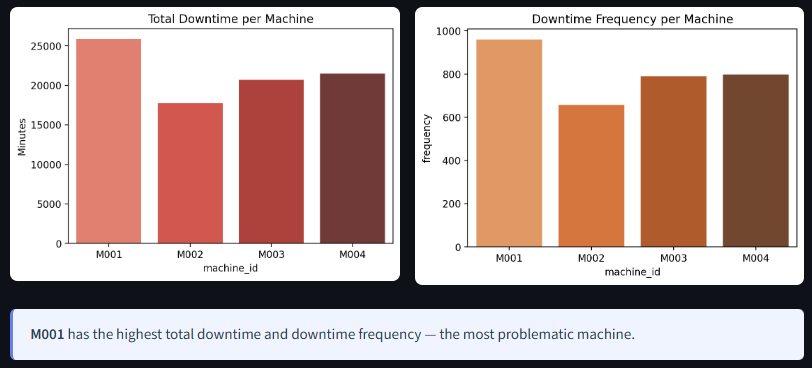 Total Downtime per Machine
25000
20000
15000
10000
5000
0
Minutes
M001 M002 M003 M004
machine_id
Downtime Frequency per Machine
1000
800
600
400
200
0
frequency
M001 M002 M003 M004
machine_id
M001 has the highest total downtime and downtime frequency — the most problematic machine.